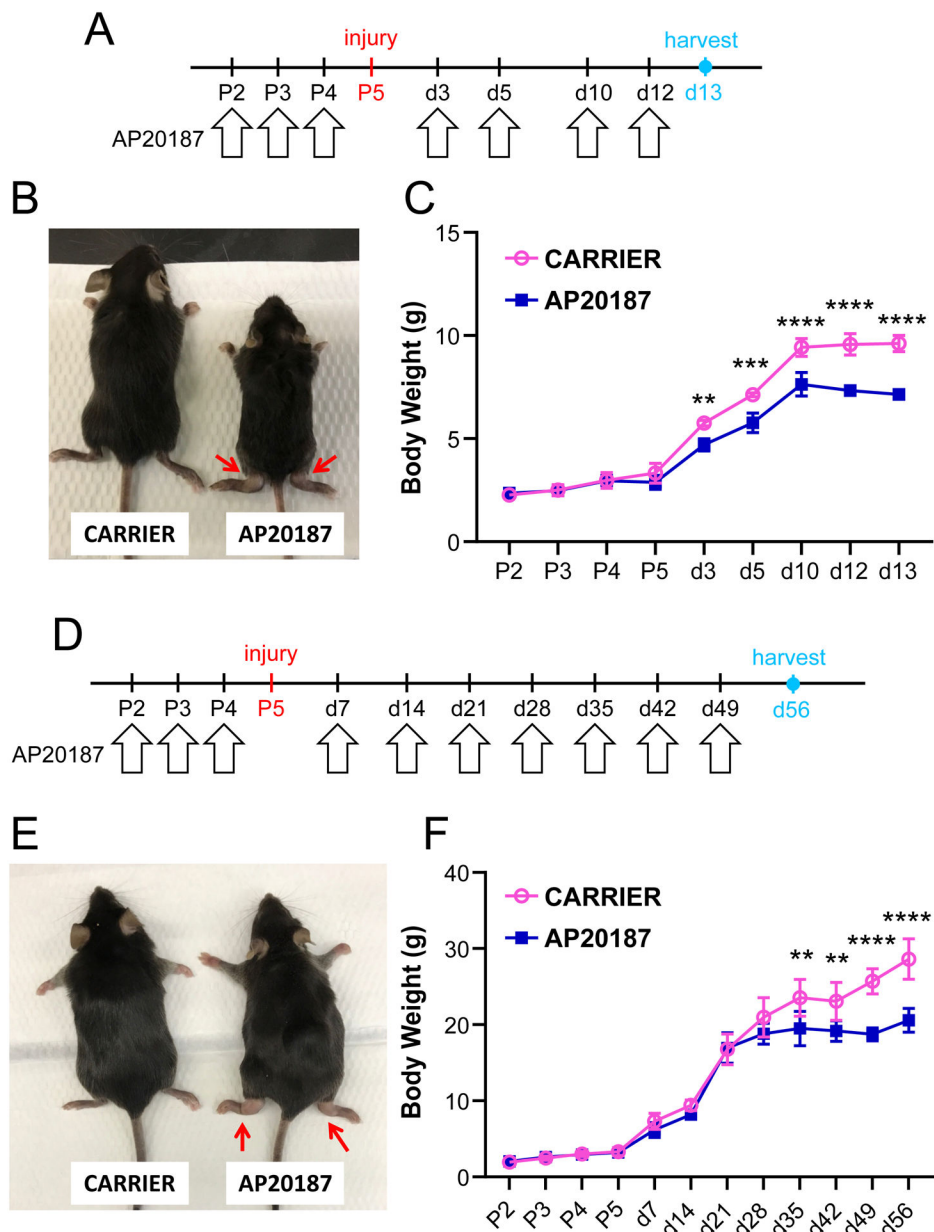 A
injury
harvest
P2 P3 P4 P5 d3 d5 d10 d12 d13
AP20187
B
CARRIER
AP20187
C
15
10
5
0
Body Weight (g)
CARRIER
AP20187
**
***
****
****
****
P2 P3 P4 P5 d3 d5 d10 d12 d13
D
injury
harvest
P2 P3 P4 P5 d7 d14 d21 d28 d35 d42 d49 d56
AP20187
E
CARRIER
AP20187
F
40
30
20
10
0
Body Weight (g)
CARRIER
AP20187
**
**
****
****
P2 P3 P4 P5 d7 d14 d21 d28 d35 d42 d49 d56